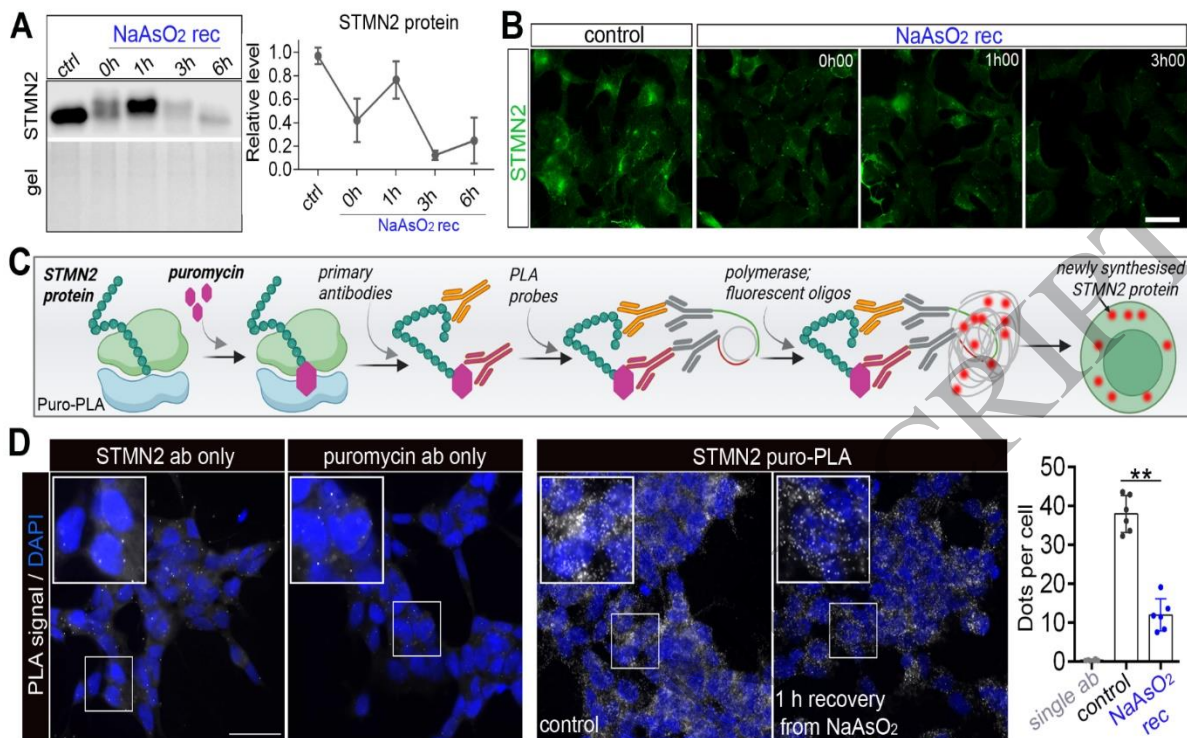 A
NaAsO₂ rec
ctrl 0h 1h 3h 6h
STMN2
gel
STMN2 protein
Relative level
1.0
0.8
0.6
0.4
0.2
0.0
ctrl 0h 1h 3h 6h
NaAsO₂ rec
B
control NaAsO₂ rec
STMN2
0h00 1h00 3h00
C
STMN2
protein
puromycin
primary
antibodies
PLA
probes
polymerase;
fluorescent oligos
newly synthesised
STMN2 protein
Puro-PLA
CRIPT
D
STMN2 ab only puromycin ab only STMN2 puro-PLA
PLA signal / DAPI
control
1 h recovery
from NaAsO₂
Dots per cell
50
40
30
20
10
0
**
single ab
control
NaAsO₂
rec